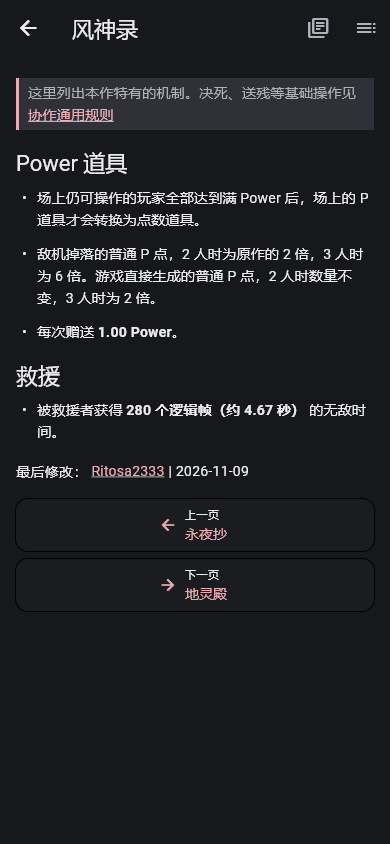 风神录
这里列出本作特有的机制。决死、送残等基础操作见
协作通用规则
Power 道具
• 场上仍可操作的玩家全部达到满 Power 后，场上的 P
道具才会转换为点数道具。
• 敌机掉落的普通 P 点，2 人时为原作的 2 倍，3 人时
为 6 倍。游戏直接生成的普通 P 点，2 人时数量不
变，3 人时为 2 倍。
• 每次赠送 1.00 Power。
救援
• 被救援者获得 280 个逻辑帧（约 4.67 秒） 的无敌时
间。
最后修改： Ritosa2333 | 2026-11-09
上一页
永夜抄
下一页
地灵殿